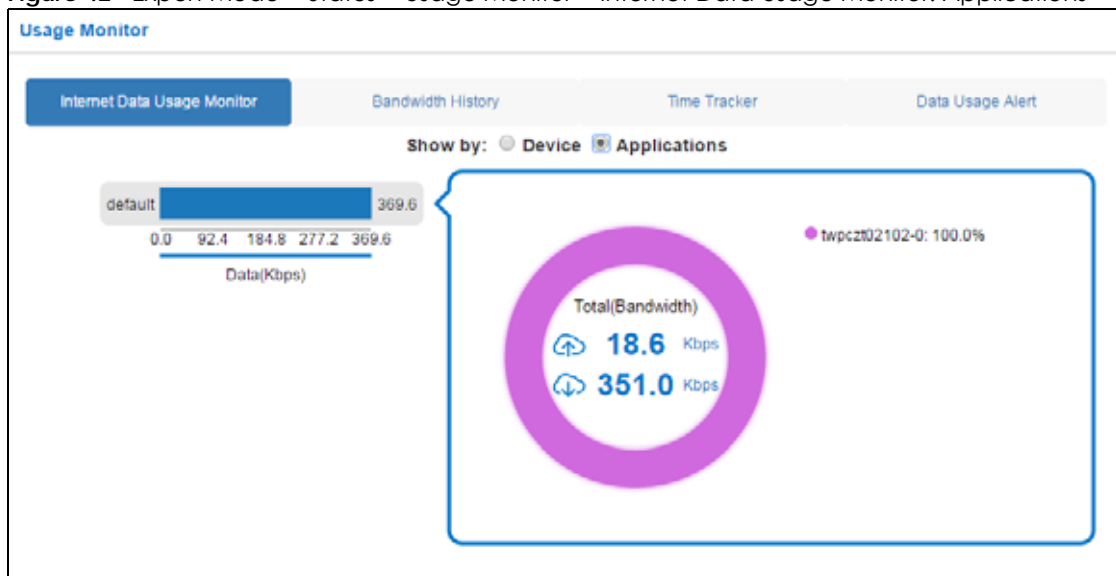 Usage Monitor
Internet Data Usage Monitor Bandwidth History Time Tracker Data Usage Alert
Show by: Device Applications
default 369.6
0.0 92.4 184.8 277.2 369.6
Data(Kbps)
twpczt02102-0: 100.0%
Total(Bandwidth)
18.6 Kbps
351.0 Kbps